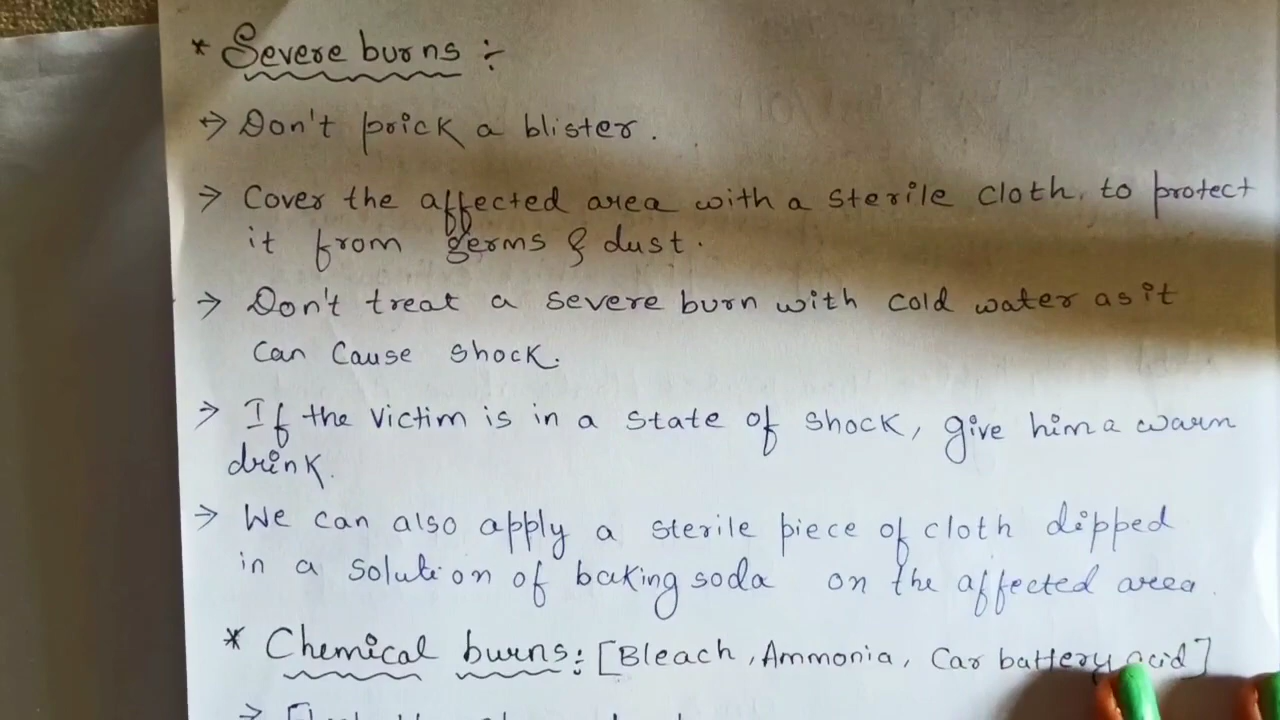 * Severe burns :-
→ Don't prick a blister.
→ Cover the affected area with a sterile cloth. to protect
it from germs & dust.
→ Don't treat a severe burn with cold water as it
can cause shock.
→ If the victim is in a state of shock, give him a warm
drink.
→ We can also apply a sterile piece of cloth dipped
in a solution of baking soda on the affected area.
* Chemical burns: [Bleach, Ammonia, Car battery acid]